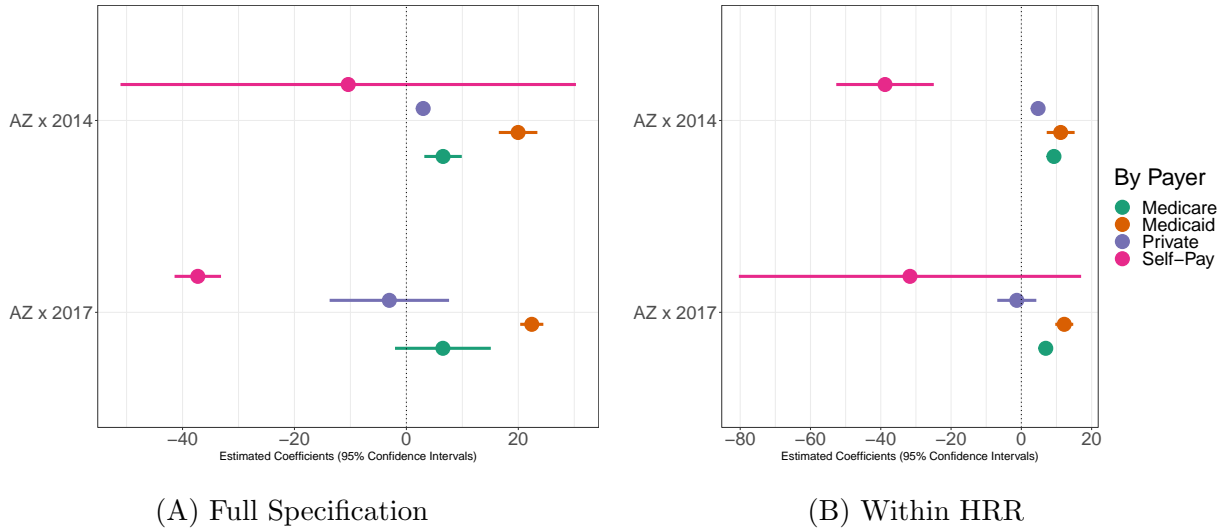 AZ x 2014
AZ x 2017
−40
−20
0
20
Estimated Coefficients (95% Confidence Intervals)
(A) Full Specification
AZ x 2014
AZ x 2017
−80
−60
−40
−20
0
20
Estimated Coefficients (95% Confidence Intervals)
(B) Within HRR
By Payer
Medicare
Medicaid
Private
Self−Pay